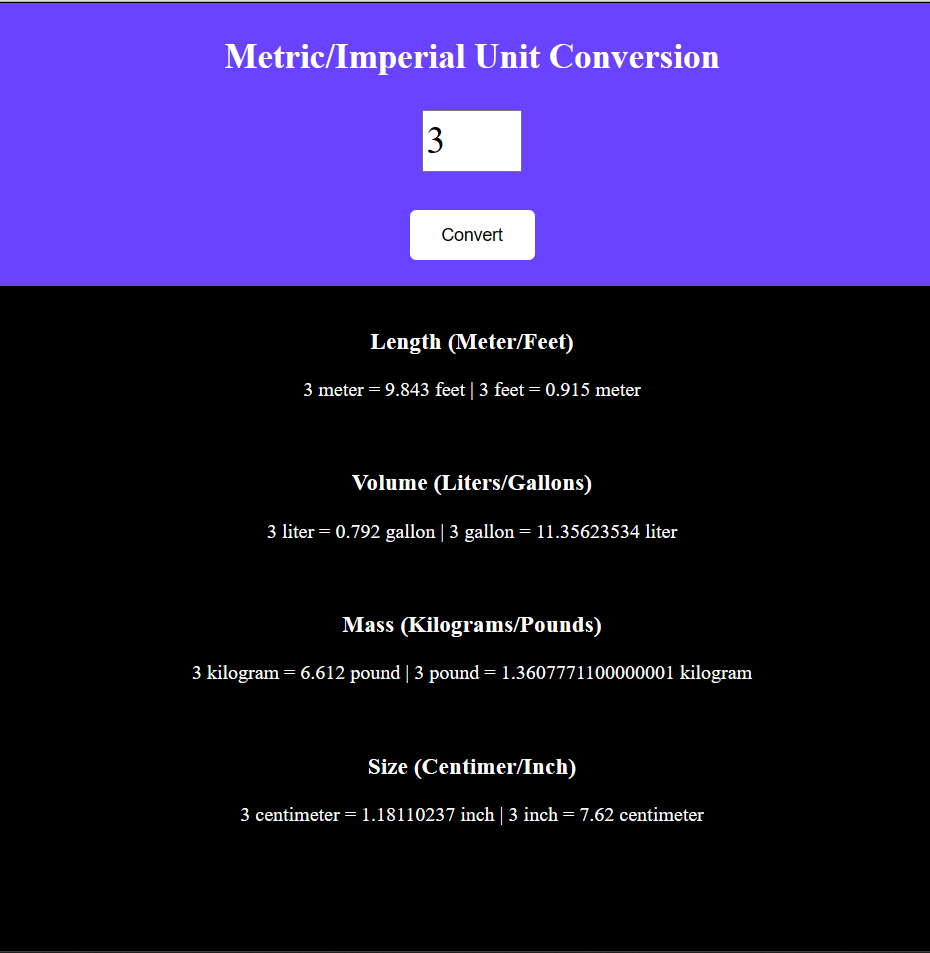 Metric/Imperial Unit Conversion
3
Convert
Length (Meter/Feet)
3 meter = 9.843 feet | 3 feet = 0.915 meter
Volume (Liters/Gallons)
3 liter = 0.792 gallon | 3 gallon = 11.35623534 liter
Mass (Kilograms/Pounds)
3 kilogram = 6.612 pound | 3 pound = 1.3607771100000001 kilogram
Size (Centimer/Inch)
3 centimeter = 1.18110237 inch | 3 inch = 7.62 centimeter